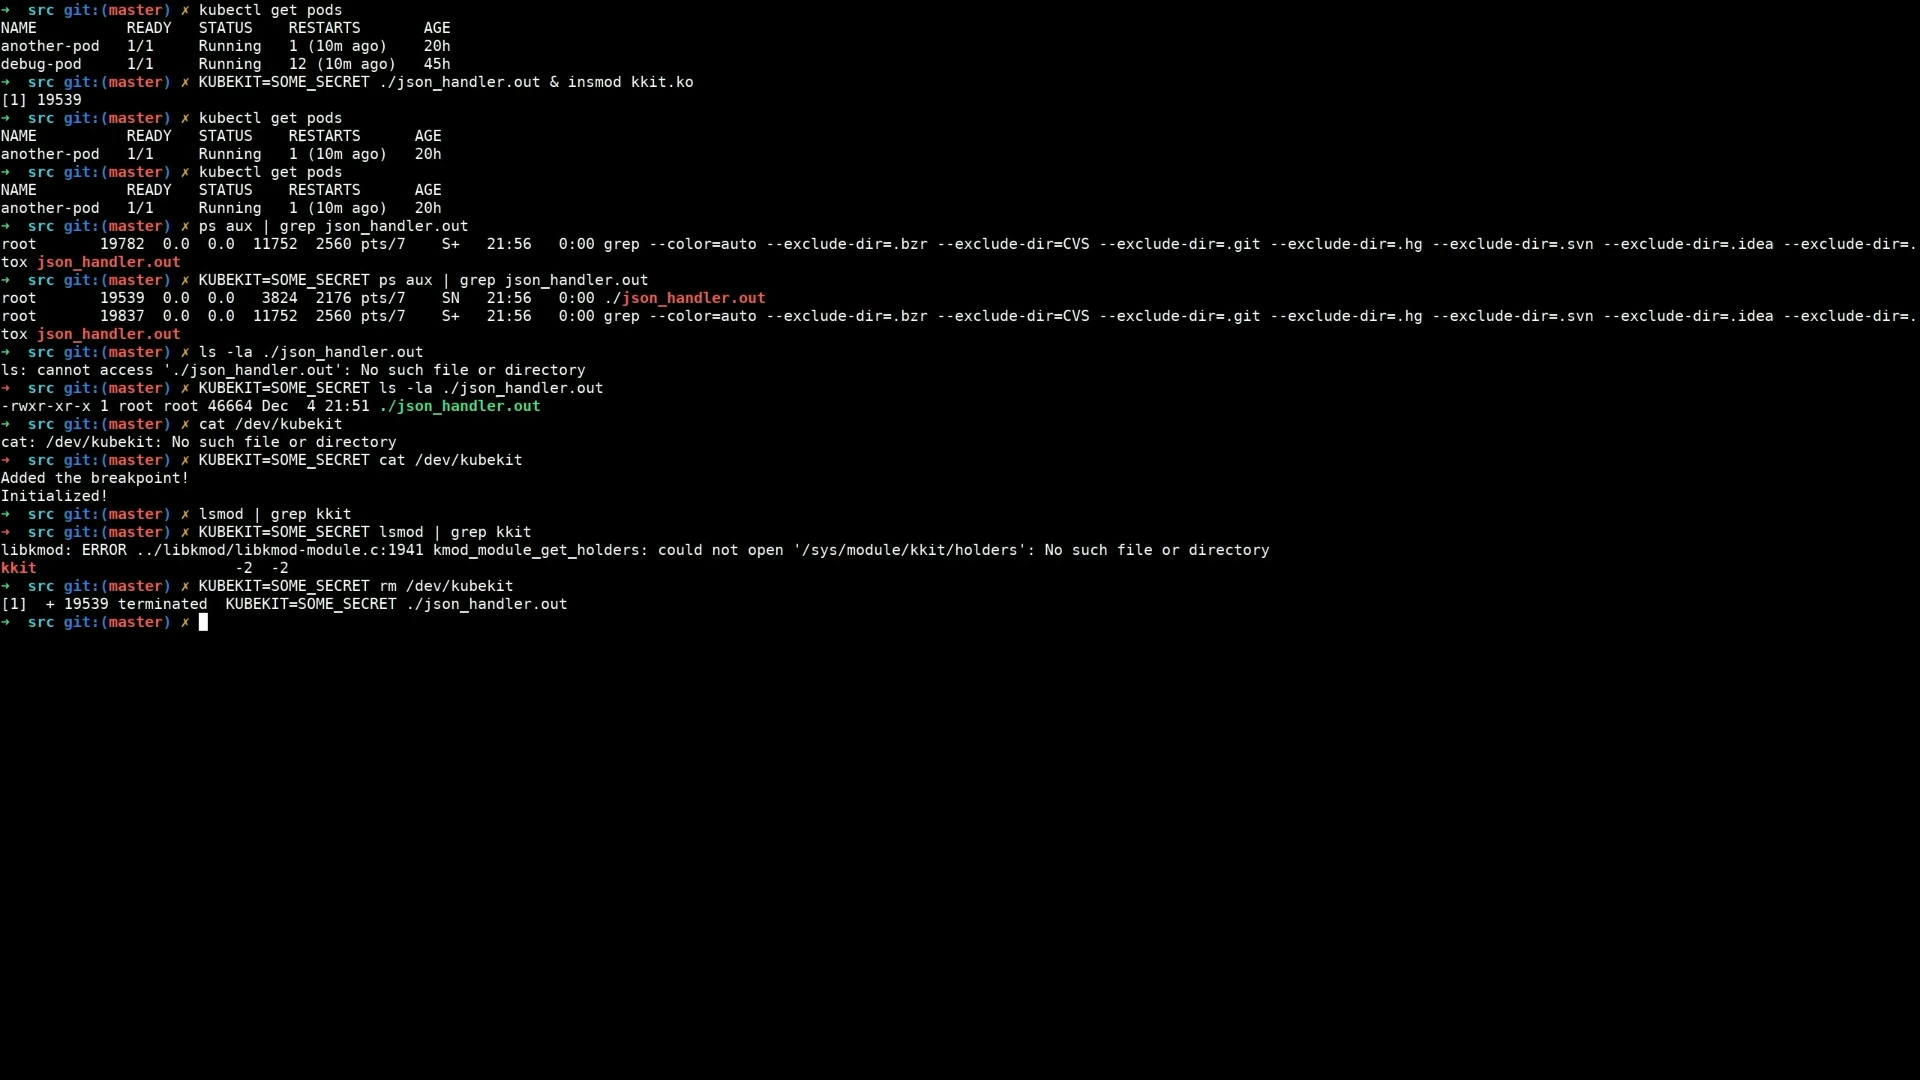 ➜  src git:(master) ✗ kubectl get pods
NAME          READY   STATUS    RESTARTS       AGE
another-pod   1/1     Running   1 (10m ago)    20h
debug-pod     1/1     Running   12 (10m ago)   45h
➜  src git:(master) ✗ KUBEKIT=SOME_SECRET ./json_handler.out & insmod kkit.ko
[1] 19539
➜  src git:(master) ✗ kubectl get pods
NAME          READY   STATUS    RESTARTS      AGE
another-pod   1/1     Running   1 (10m ago)   20h
➜  src git:(master) ✗ kubectl get pods
NAME          READY   STATUS    RESTARTS      AGE
another-pod   1/1     Running   1 (10m ago)   20h
➜  src git:(master) ✗ ps aux | grep json_handler.out
root       19782  0.0  0.0  11752  2560 pts/7    S+   21:56   0:00 grep --color=auto --exclude-dir=.bzr --exclude-dir=CVS --exclude-dir=.git --exclude-dir=.hg --exclude-dir=.svn --exclude-dir=.idea --exclude-dir=.
tox json_handler.out
➜  src git:(master) ✗ KUBEKIT=SOME_SECRET ps aux | grep json_handler.out
root       19539  0.0  0.0   3824  2176 pts/7    SN   21:56   0:00 ./json_handler.out
root       19837  0.0  0.0  11752  2560 pts/7    S+   21:56   0:00 grep --color=auto --exclude-dir=.bzr --exclude-dir=CVS --exclude-dir=.git --exclude-dir=.hg --exclude-dir=.svn --exclude-dir=.idea --exclude-dir=.
tox json_handler.out
➜  src git:(master) ✗ ls -la ./json_handler.out
ls: cannot access './json_handler.out': No such file or directory
➜  src git:(master) ✗ KUBEKIT=SOME_SECRET ls -la ./json_handler.out
-rwxr-xr-x 1 root root 46664 Dec  4 21:51 ./json_handler.out
➜  src git:(master) ✗ cat /dev/kubekit
cat: /dev/kubekit: No such file or directory
➜  src git:(master) ✗ KUBEKIT=SOME_SECRET cat /dev/kubekit
Added the breakpoint!
Initialized!
➜  src git:(master) ✗ lsmod | grep kkit
➜  src git:(master) ✗ KUBEKIT=SOME_SECRET lsmod | grep kkit
libkmod: ERROR ../libkmod/libkmod-module.c:1941 kmod_module_get_holders: could not open '/sys/module/kkit/holders': No such file or directory
kkit                      -2  -2
➜  src git:(master) ✗ KUBEKIT=SOME_SECRET rm /dev/kubekit
[1]  + 19539 terminated  KUBEKIT=SOME_SECRET ./json_handler.out
➜  src git:(master) ✗